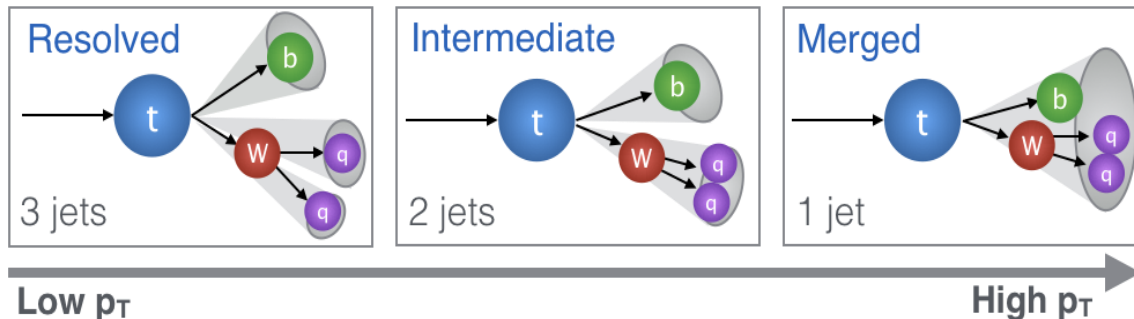 Resolved
b
t
W
q
q
3 jets
Intermediate
b
t
W
q
q
2 jets
Merged
b
t
W
q
q
1 jet
Low pT
High pT